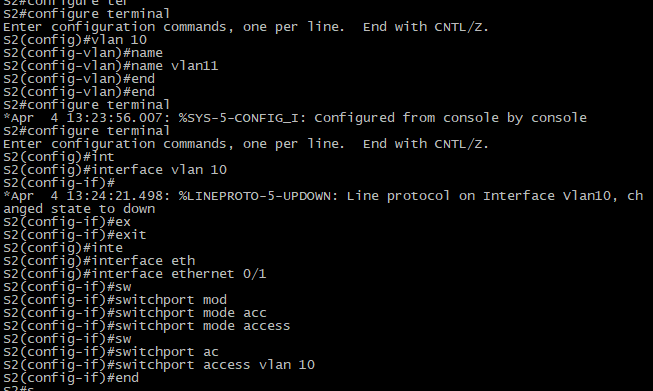 S2#configure ter
S2#configure terminal
Enter configuration commands, one per line.  End with CNTL/Z.
S2(config)#vlan 10
S2(config-vlan)#name
S2(config-vlan)#name vlan11
S2(config-vlan)#end
S2(config-vlan)#end
S2#configure terminal
*Apr  4 13:23:56.007: %SYS-5-CONFIG_I: Configured from console by console
S2#configure terminal
Enter configuration commands, one per line.  End with CNTL/Z.
S2(config)#int
S2(config)#interface vlan 10
S2(config-if)#
*Apr  4 13:24:21.498: %LINEPROTO-5-UPDOWN: Line protocol on Interface Vlan10, ch
anged state to down
S2(config-if)#ex
S2(config-if)#exit
S2(config)#inte
S2(config)#interface eth
S2(config)#interface ethernet 0/1
S2(config-if)#sw
S2(config-if)#switchport mod
S2(config-if)#switchport mode acc
S2(config-if)#switchport mode access
S2(config-if)#sw
S2(config-if)#switchport ac
S2(config-if)#switchport access vlan 10
S2(config-if)#end
S2#s